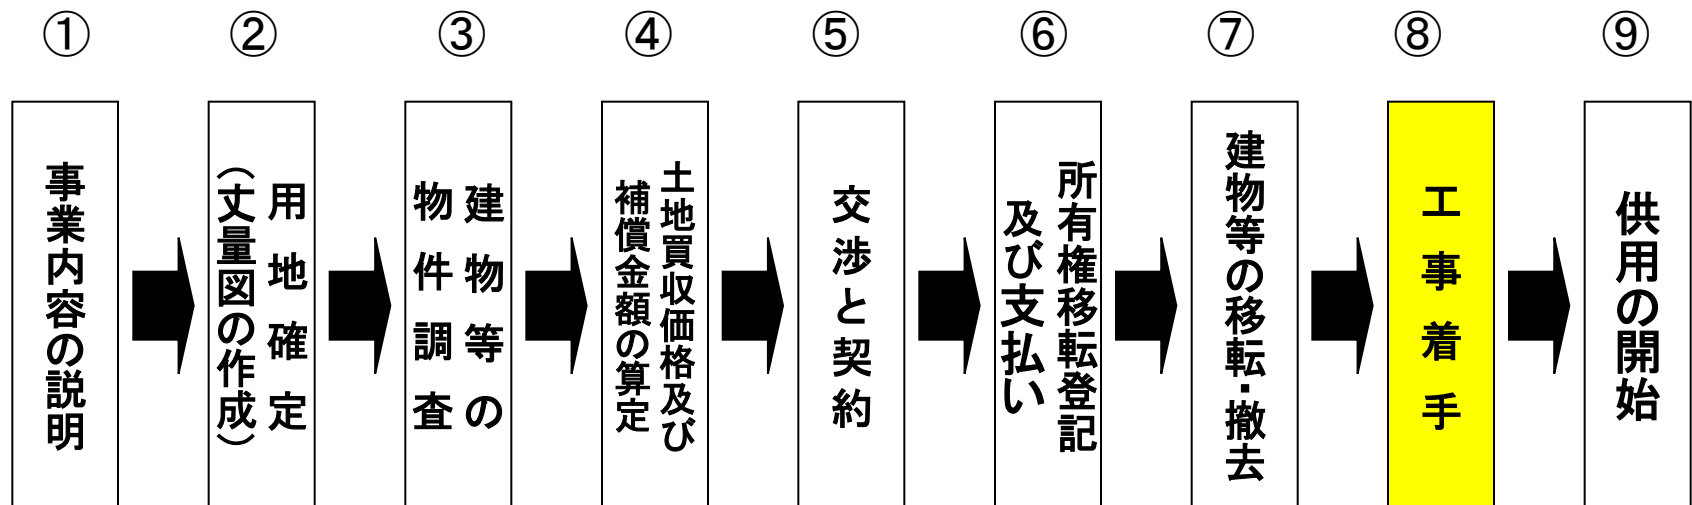 ①
②
③
④
⑤
⑥
⑦
⑧
⑨
事業内容の説明
用地確定
(丈量図の作成)
建物等の
物件調査
土地買収価格及び
補償金額の算定
交渉と契約
所有権移転登記
及び支払い
建物等の移転・撤去
工事着手
供用の開始